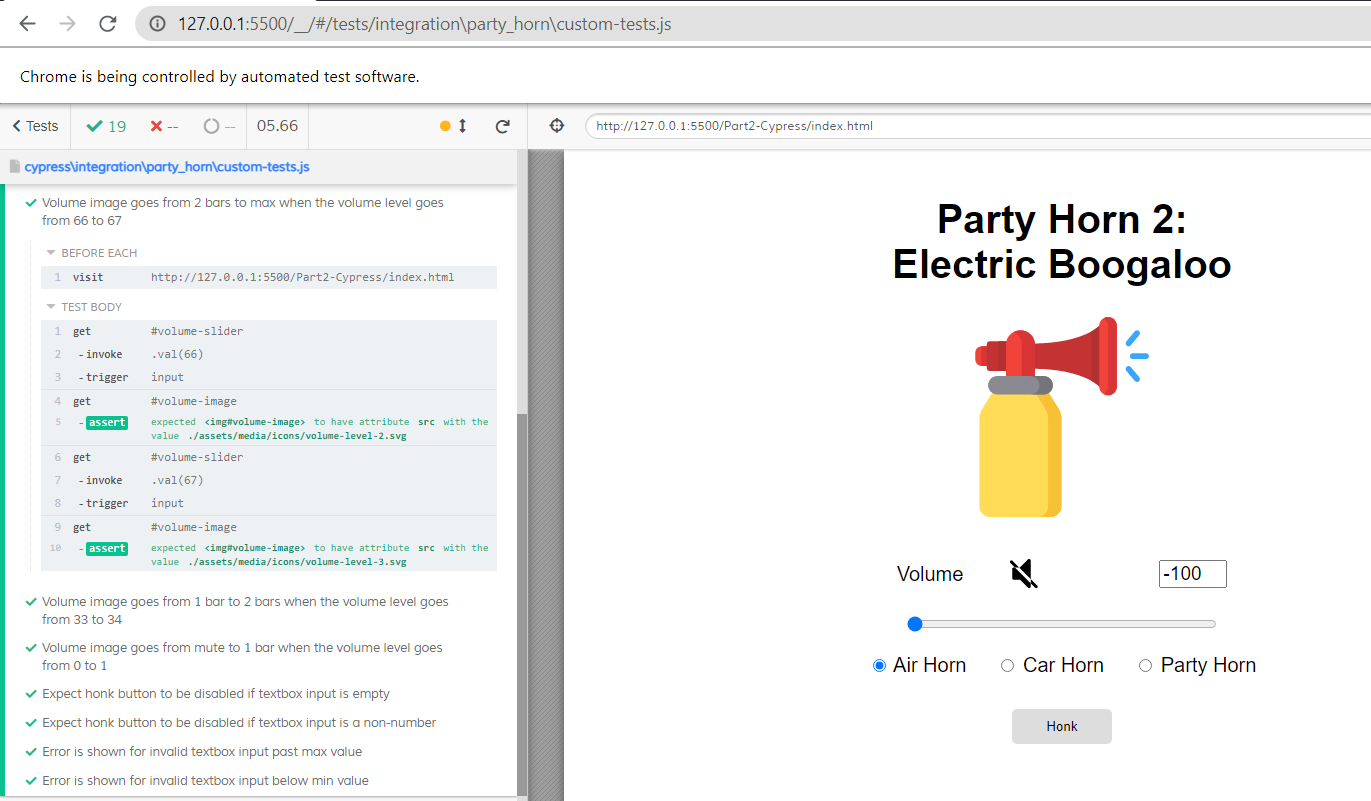 127.0.0.1:5500/__/#/tests/integration\party_horn\custom-tests.js
Chrome is being controlled by automated test software.
Tests 19 -- -- 05.66
http://127.0.0.1:5500/Part2-Cypress/index.html
cypress\integration\party_horn\custom-tests.js
Volume image goes from 2 bars to max when the volume level goes
from 66 to 67
BEFORE EACH
1 visit http://127.0.0.1:5500/Part2-Cypress/index.html
TEST BODY
1 get #volume-slider
2 -invoke .val(66)
3 -trigger input
4 get #volume-image
5 -assert expected <img#volume-image> to have attribute src with the
value ./assets/media/icons/volume-level-2.svg
6 get #volume-slider
7 -invoke .val(67)
8 -trigger input
9 get #volume-image
10 -assert expected <img#volume-image> to have attribute src with the
value ./assets/media/icons/volume-level-3.svg
Volume image goes from 1 bar to 2 bars when the volume level goes
from 33 to 34
Volume image goes from mute to 1 bar when the volume level goes
from 0 to 1
Expect honk button to be disabled if textbox input is empty
Expect honk button to be disabled if textbox input is a non-number
Error is shown for invalid textbox input past max value
Error is shown for invalid textbox input below min value
Party Horn 2:
Electric Boogaloo
Volume -100
Air Horn Car Horn Party Horn
Honk